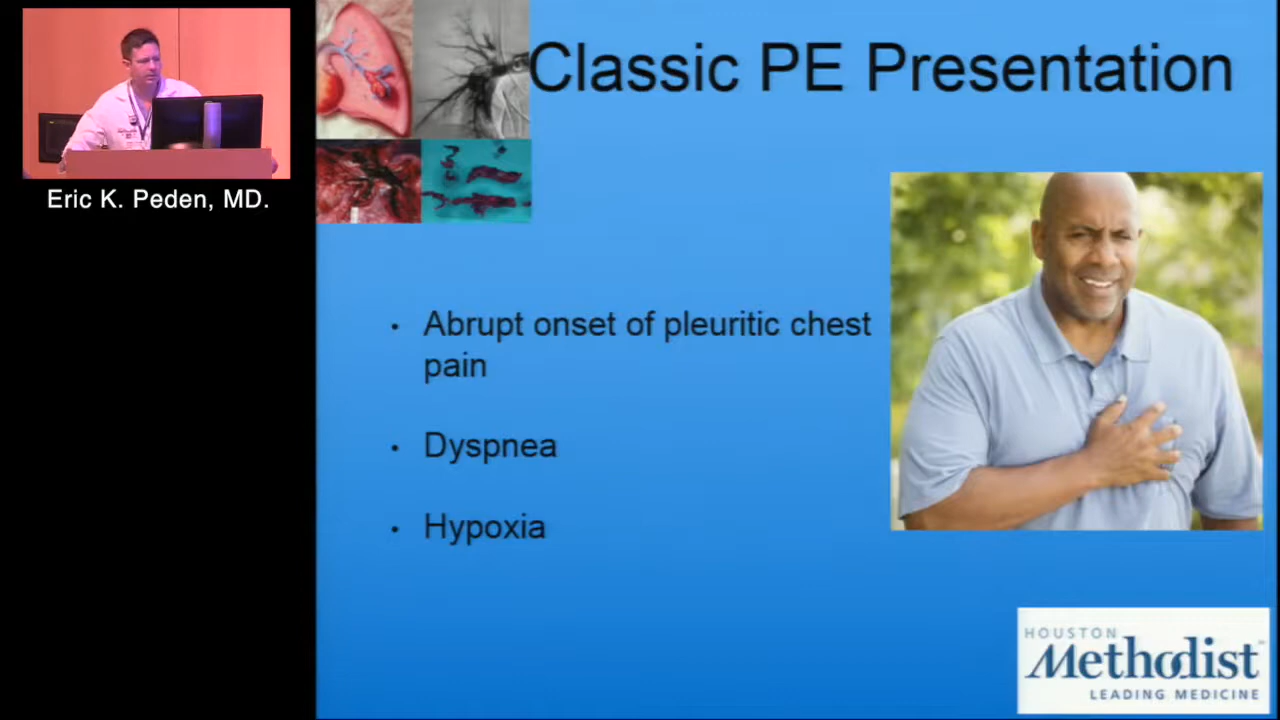 Classic PE Presentation
Eric K. Peden, MD.
• Abrupt onset of pleuritic chest
pain
• Dyspnea
• Hypoxia
HOUSTON
Methodist
LEADING MEDICINE